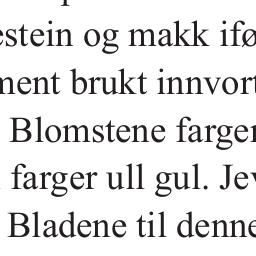 estein og makk ifø
ment brukt innvort
Blomstene farger
farger ull gul. Jev
Bladene til denne